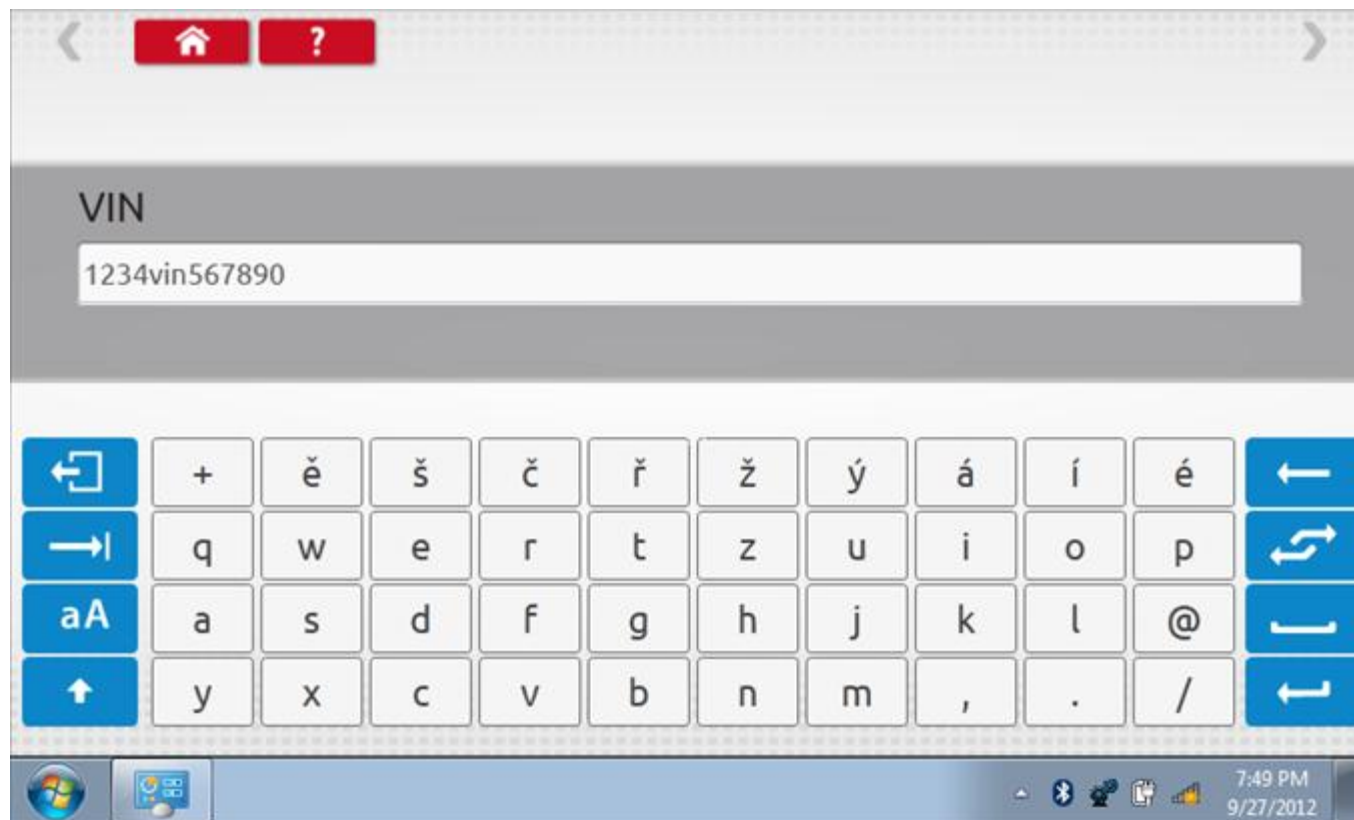 ?
VIN
1234vin567890
+ ě š č ř ž ý á í é
q w e r t z u i o p
aA a s d f g h j k l @
y x c v b n m , . /
7:49 PM
9/27/2012